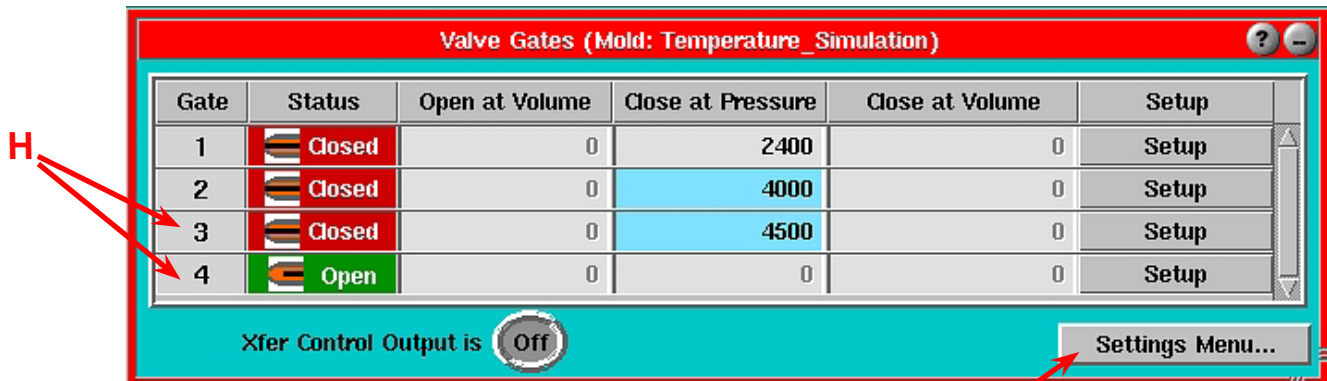 Valve Gates (Mold: Temperature_Simulation) ? -
Gate Status Open at Volume Close at Pressure Close at Volume Setup
1 Closed 0 2400 0 Setup
H
2 Closed 0 4000 0 Setup
3 Closed 0 4500 0 Setup
4 Open 0 0 0 Setup
Xfer Control Output is Off Settings Menu...